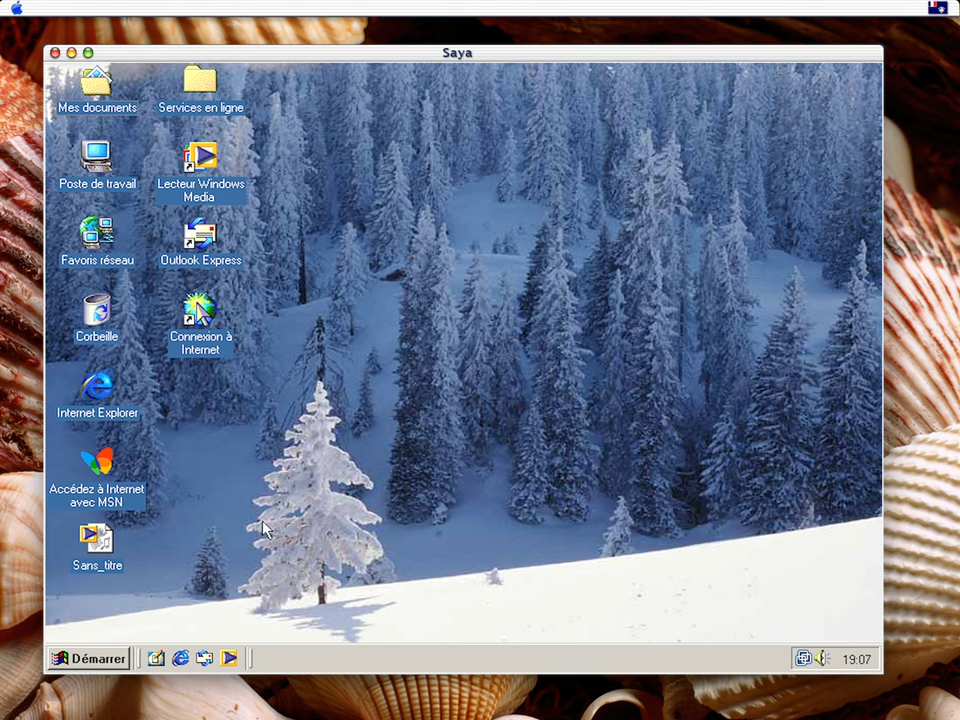 Saya
Mes documents
Services en ligne
Poste de travail
Lecteur Windows
Media
Favoris réseau
Outlook Express
Corbeille
Connexion à
Internet
Internet Explorer
Accédez à Internet
avec MSN
Sans_titre
Démarrer
19:07